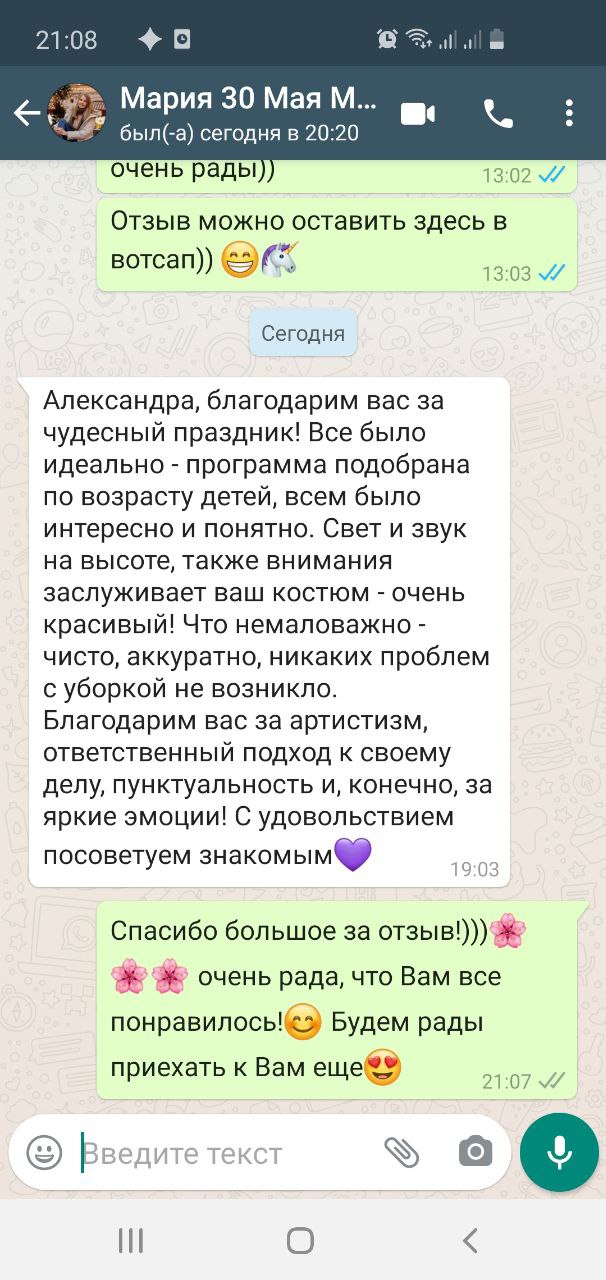 21:08
Мария 30 Мая М...
был(-а) сегодня в 20:20
очень рады))
13:02
Отзыв можно оставить здесь в
вотсап)) 😁🦄
13:03
Сегодня
Александра, благодарим вас за
чудесный праздник! Все было
идеально - программа подобрана
по возрасту детей, всем было
интересно и понятно. Свет и звук
на высоте, также внимания
заслуживает ваш костюм - очень
красивый! Что немаловажно -
чисто, аккуратно, никаких проблем
с уборкой не возникло.
Благодарим вас за артистизм,
ответственный подход к своему
делу, пунктуальность и, конечно, за
яркие эмоции! С удовольствием
посоветуем знакомым💜
19:03
Спасибо большое за отзыв!)))🌸
🌸🌸 очень рада, что Вам все
понравилось!😊 Будем рады
приехать к Вам еще😍
21:07
Введите текст